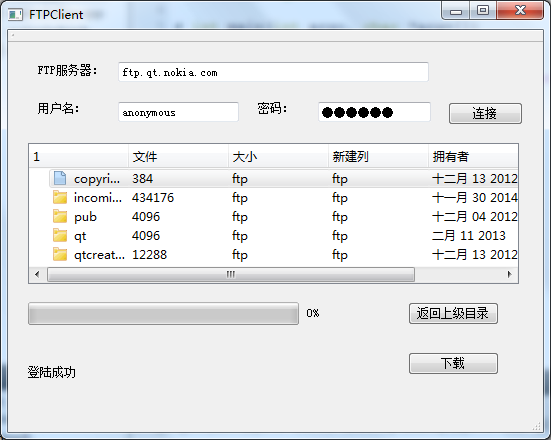 FTPClient
FTP服务器: ftp.qt.nokia.com
用户名: anonymous 密码: ●●●●●● 连接
1 文件 大小 新建列 拥有者
copyri... 384 ftp ftp 十二月 13 2012
incomi... 434176 ftp ftp 十一月 30 2014
pub 4096 ftp ftp 十二月 04 2012
qt 4096 ftp ftp 二月 11 2013
qtcreat... 12288 ftp ftp 十二月 13 2012
0% 返回上级目录
下载
登陆成功